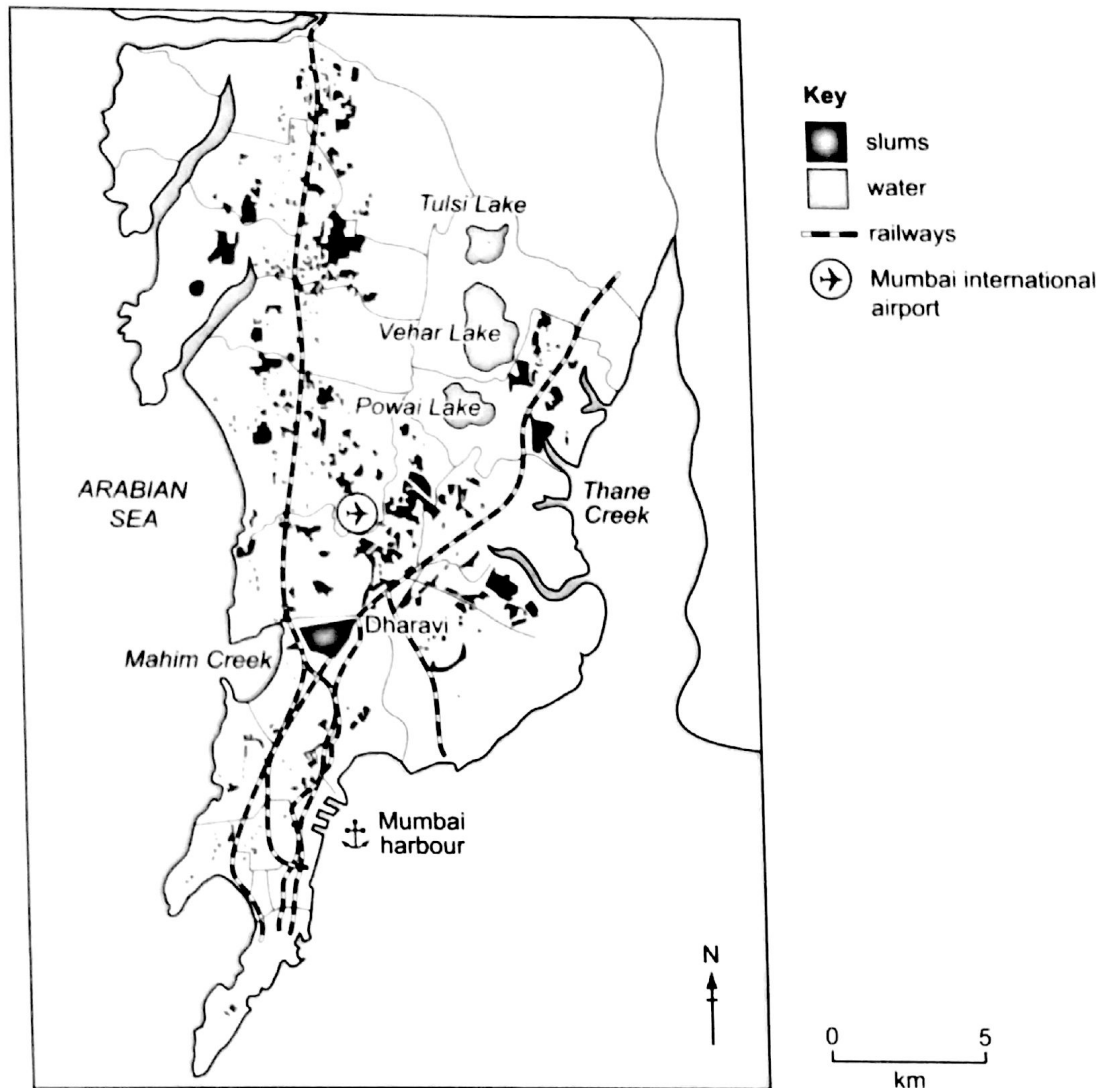 Key
slums
water
railways
Mumbai international
airport
Tulsi Lake
Vehar Lake
Powai Lake
ARABIAN
SEA
Thane
Creek
Dharavi
Mahim Creek
Mumbai
harbour
N
0 5
km